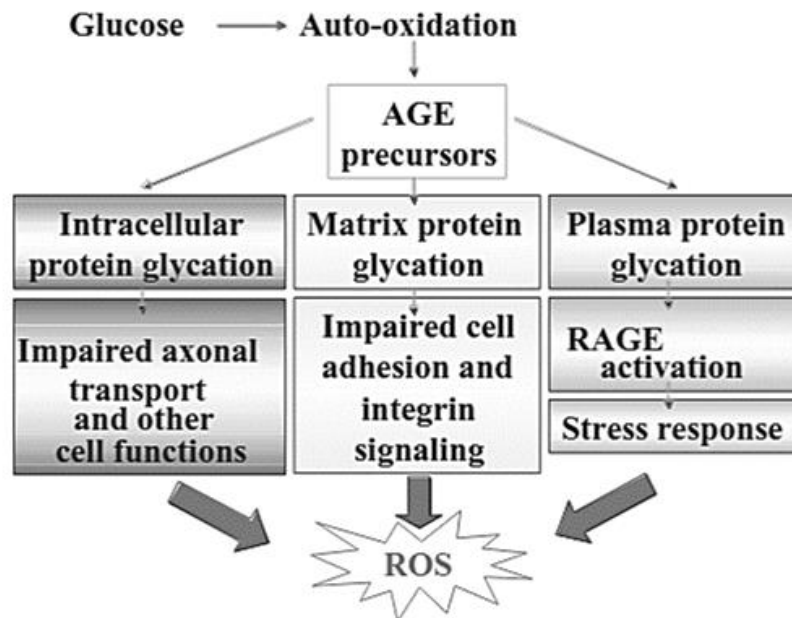 Glucose
Auto-oxidation
AGE
precursors
Intracellular
protein glycation
Matrix protein
glycation
Plasma protein
glycation
Impaired axonal
transport
and other
cell functions
Impaired cell
adhesion and
integrin
signaling
RAGE
activation
Stress response
ROS